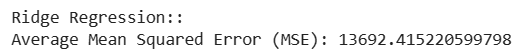 Ridge Regression::
Average Mean Squared Error (MSE): 13692.415220599798